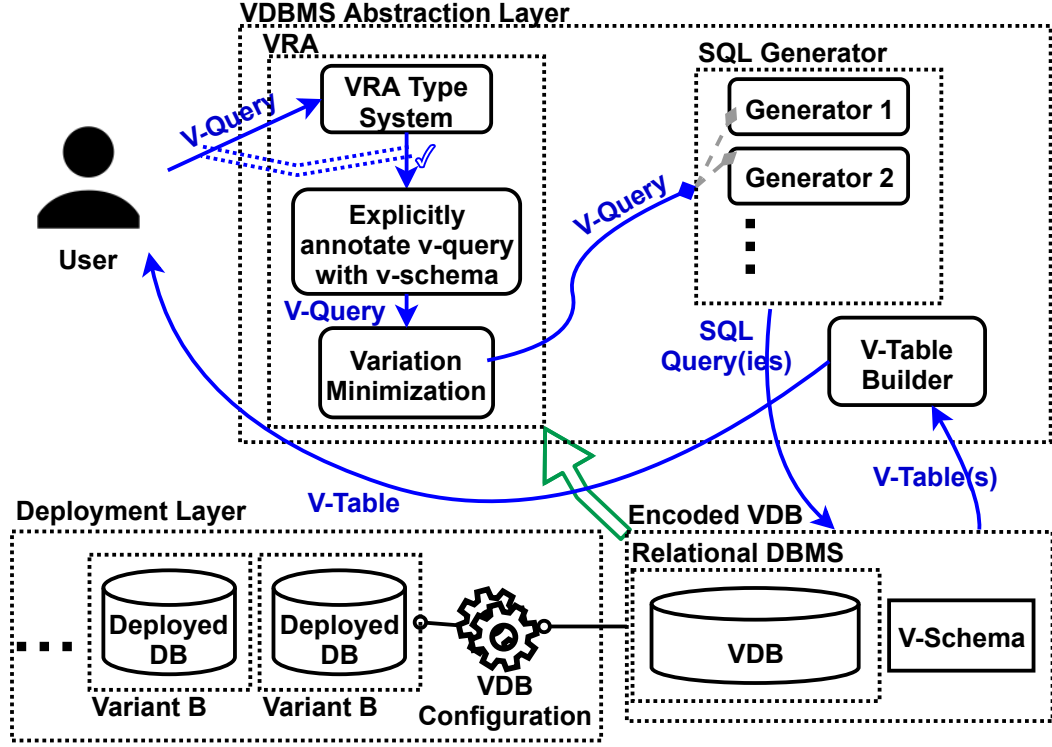 VDBMS Abstraction Layer
VRA
SQL Generator
VRA Type
System
Generator 1
V-Query
Generator 2
V-Query
Explicitly
annotate v-query
with v-schema
User
V-Query
SQL
Query(ies)
Variation
Minimization
V-Table
Builder
V-Table(s)
V-Table
Deployment Layer
Encoded VDB
Relational DBMS
Deployed
DB
Deployed
DB
VDB
V-Schema
Variant B
Variant B
VDB
Configuration